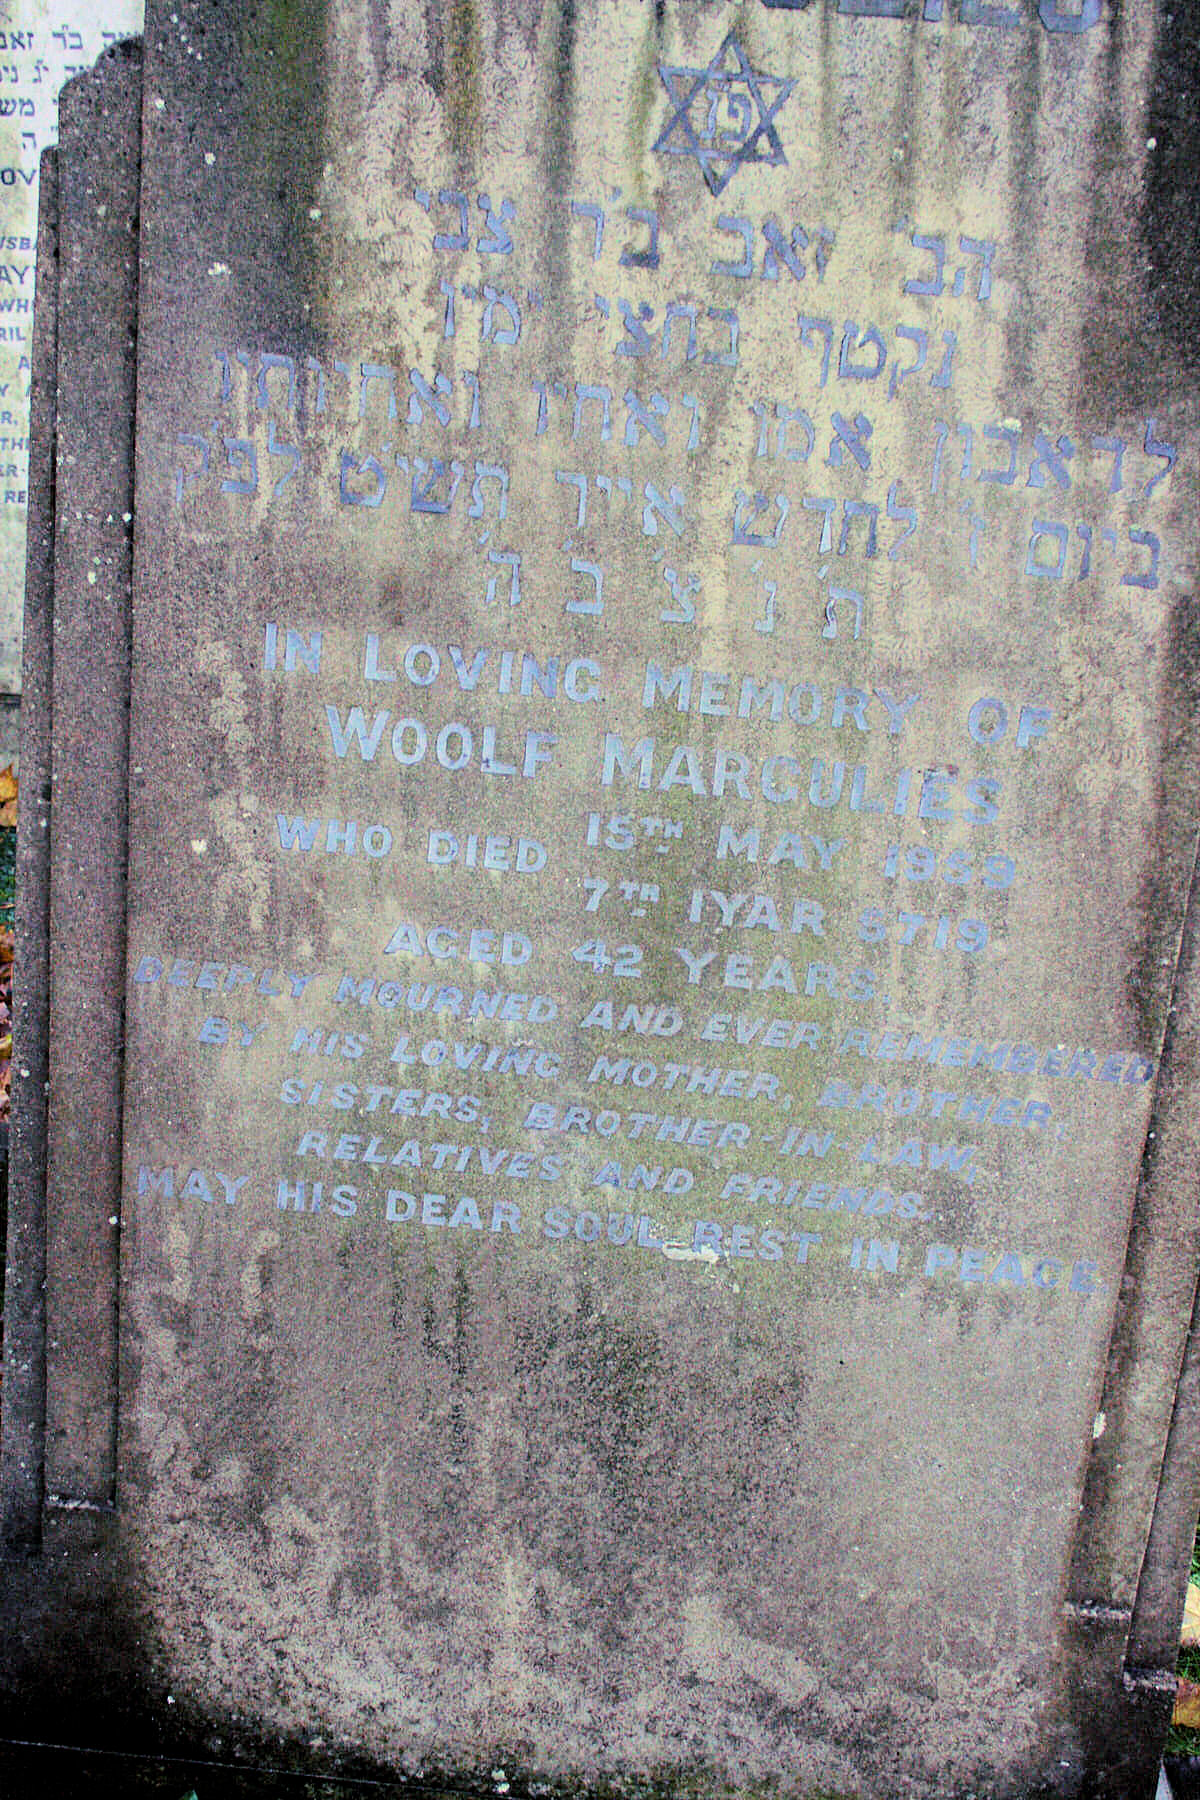 פ״נ
הב׳ זאב ב״ר צבי
נקטף בחצי ימיו
לדאבון אמו ואחיו ואחיותיו
ביום ז׳ לחדש אייר תשי״ט לפ״ק
ת׳ נ׳ צ׳ ב׳ ה׳
IN LOVING MEMORY OF
WOOLF MARGULIES
WHO DIED 15TH MAY 1959
7TH IYAR 5719
AGED 42 YEARS.
DEEPLY MOURNED AND EVER REMEMBERED
BY HIS LOVING MOTHER, BROTHER,
SISTERS, BROTHER-IN-LAW,
RELATIVES AND FRIENDS.
MAY HIS DEAR SOUL REST IN PEACE.